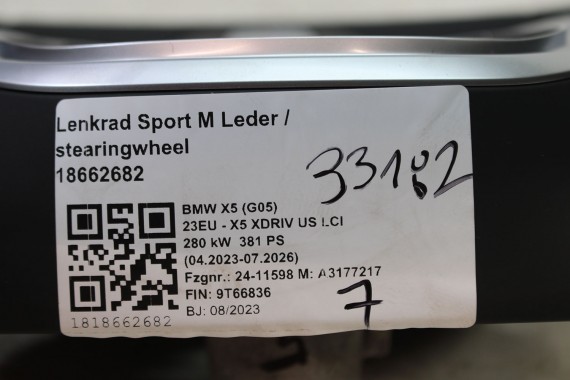 Lenkrad Sport M Leder /
stearingwheel
18662682
33182
BMW X5 (G05)
23EU - X5 XDRIV US LCI
280 kW 381 PS
(04.2023-07.2026)
Fzgnr.: 24-11598 M: A3177217
FIN: 9T66836
BJ: 08/2023
7
1818662682